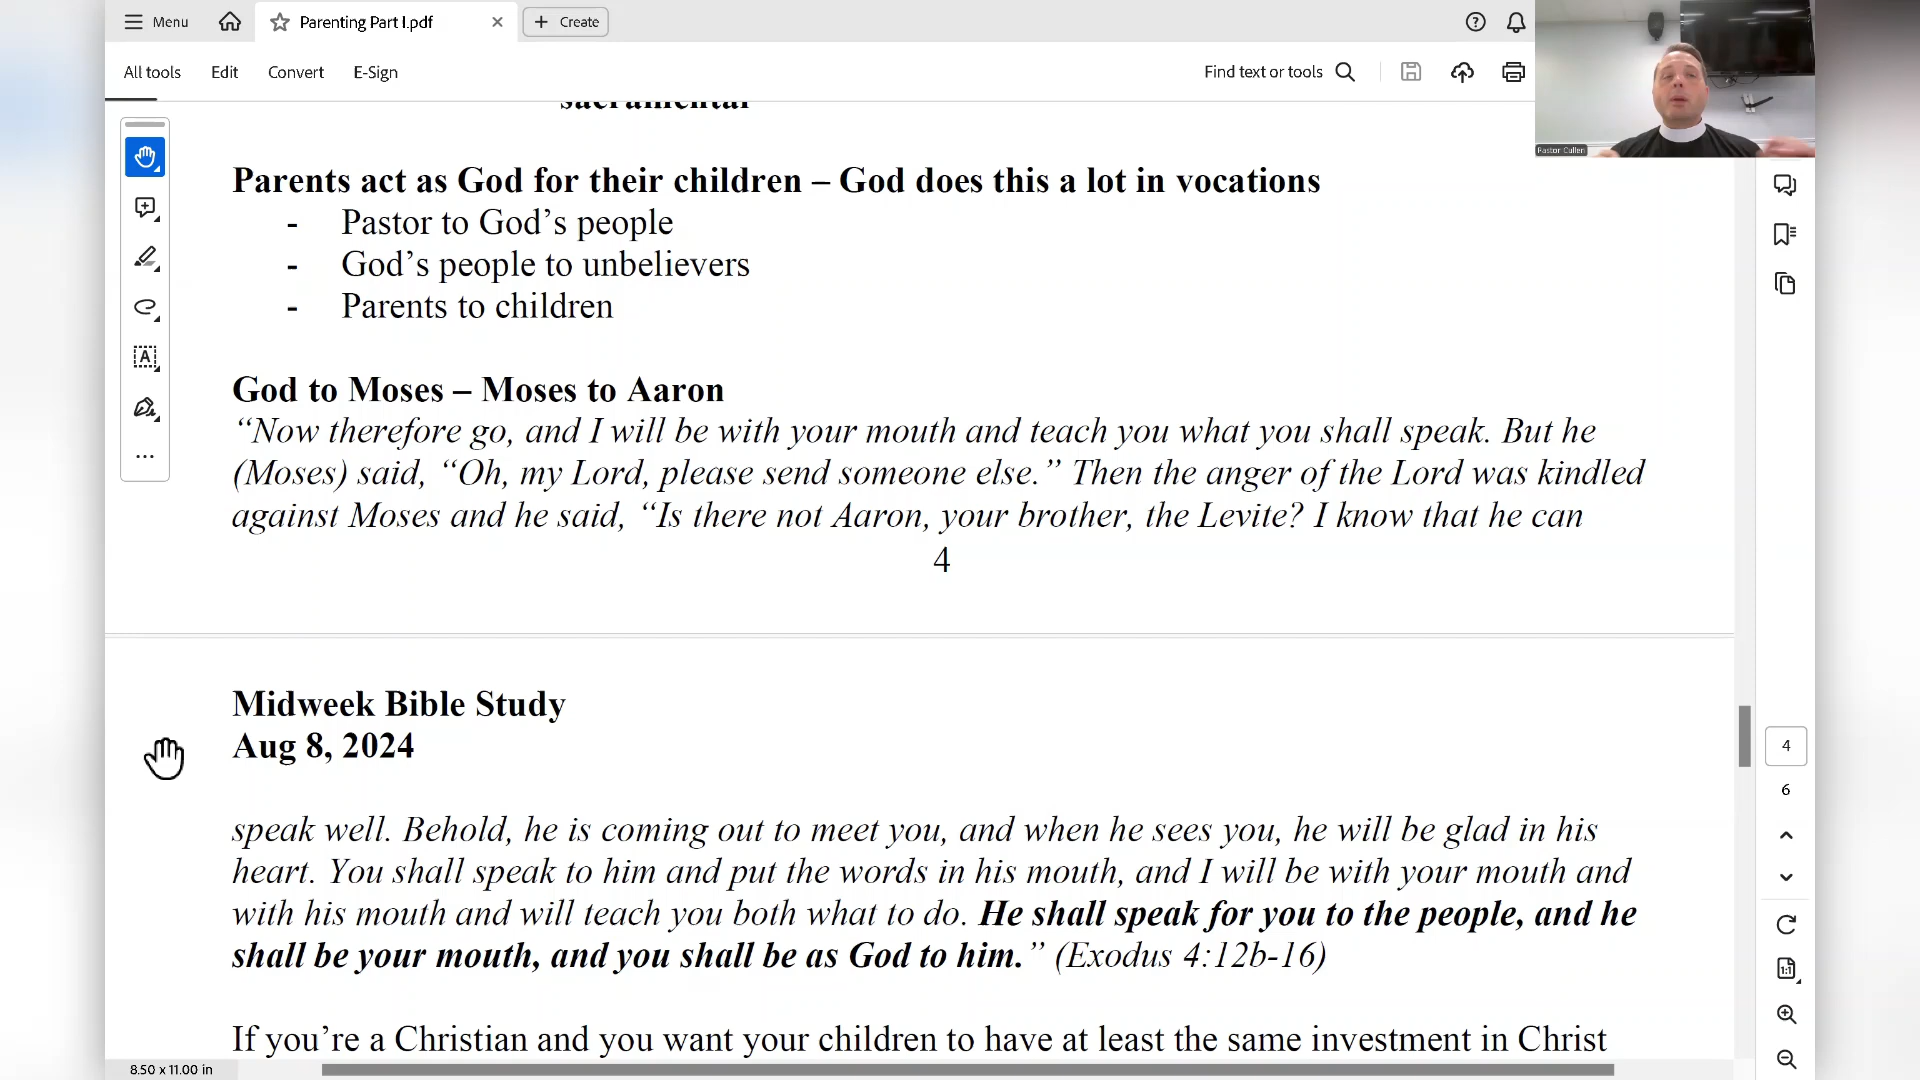 Menu
Parenting Part I.pdf
Create
All tools
Edit
Convert
E-Sign
Find text or tools
Pastor Cullen
sacramental
Parents act as God for their children – God does this a lot in vocations
- Pastor to God’s people
- God’s people to unbelievers
- Parents to children
God to Moses – Moses to Aaron
“Now therefore go, and I will be with your mouth and teach you what you shall speak. But he
(Moses) said, “Oh, my Lord, please send someone else.” Then the anger of the Lord was kindled
against Moses and he said, “Is there not Aaron, your brother, the Levite? I know that he can
4
Midweek Bible Study
Aug 8, 2024
speak well. Behold, he is coming out to meet you, and when he sees you, he will be glad in his
heart. You shall speak to him and put the words in his mouth, and I will be with your mouth and
with his mouth and will teach you both what to do. He shall speak for you to the people, and he
shall be your mouth, and you shall be as God to him.” (Exodus 4:12b-16)
If you’re a Christian and you want your children to have at least the same investment in Christ
4
6
8.50 x 11.00 in